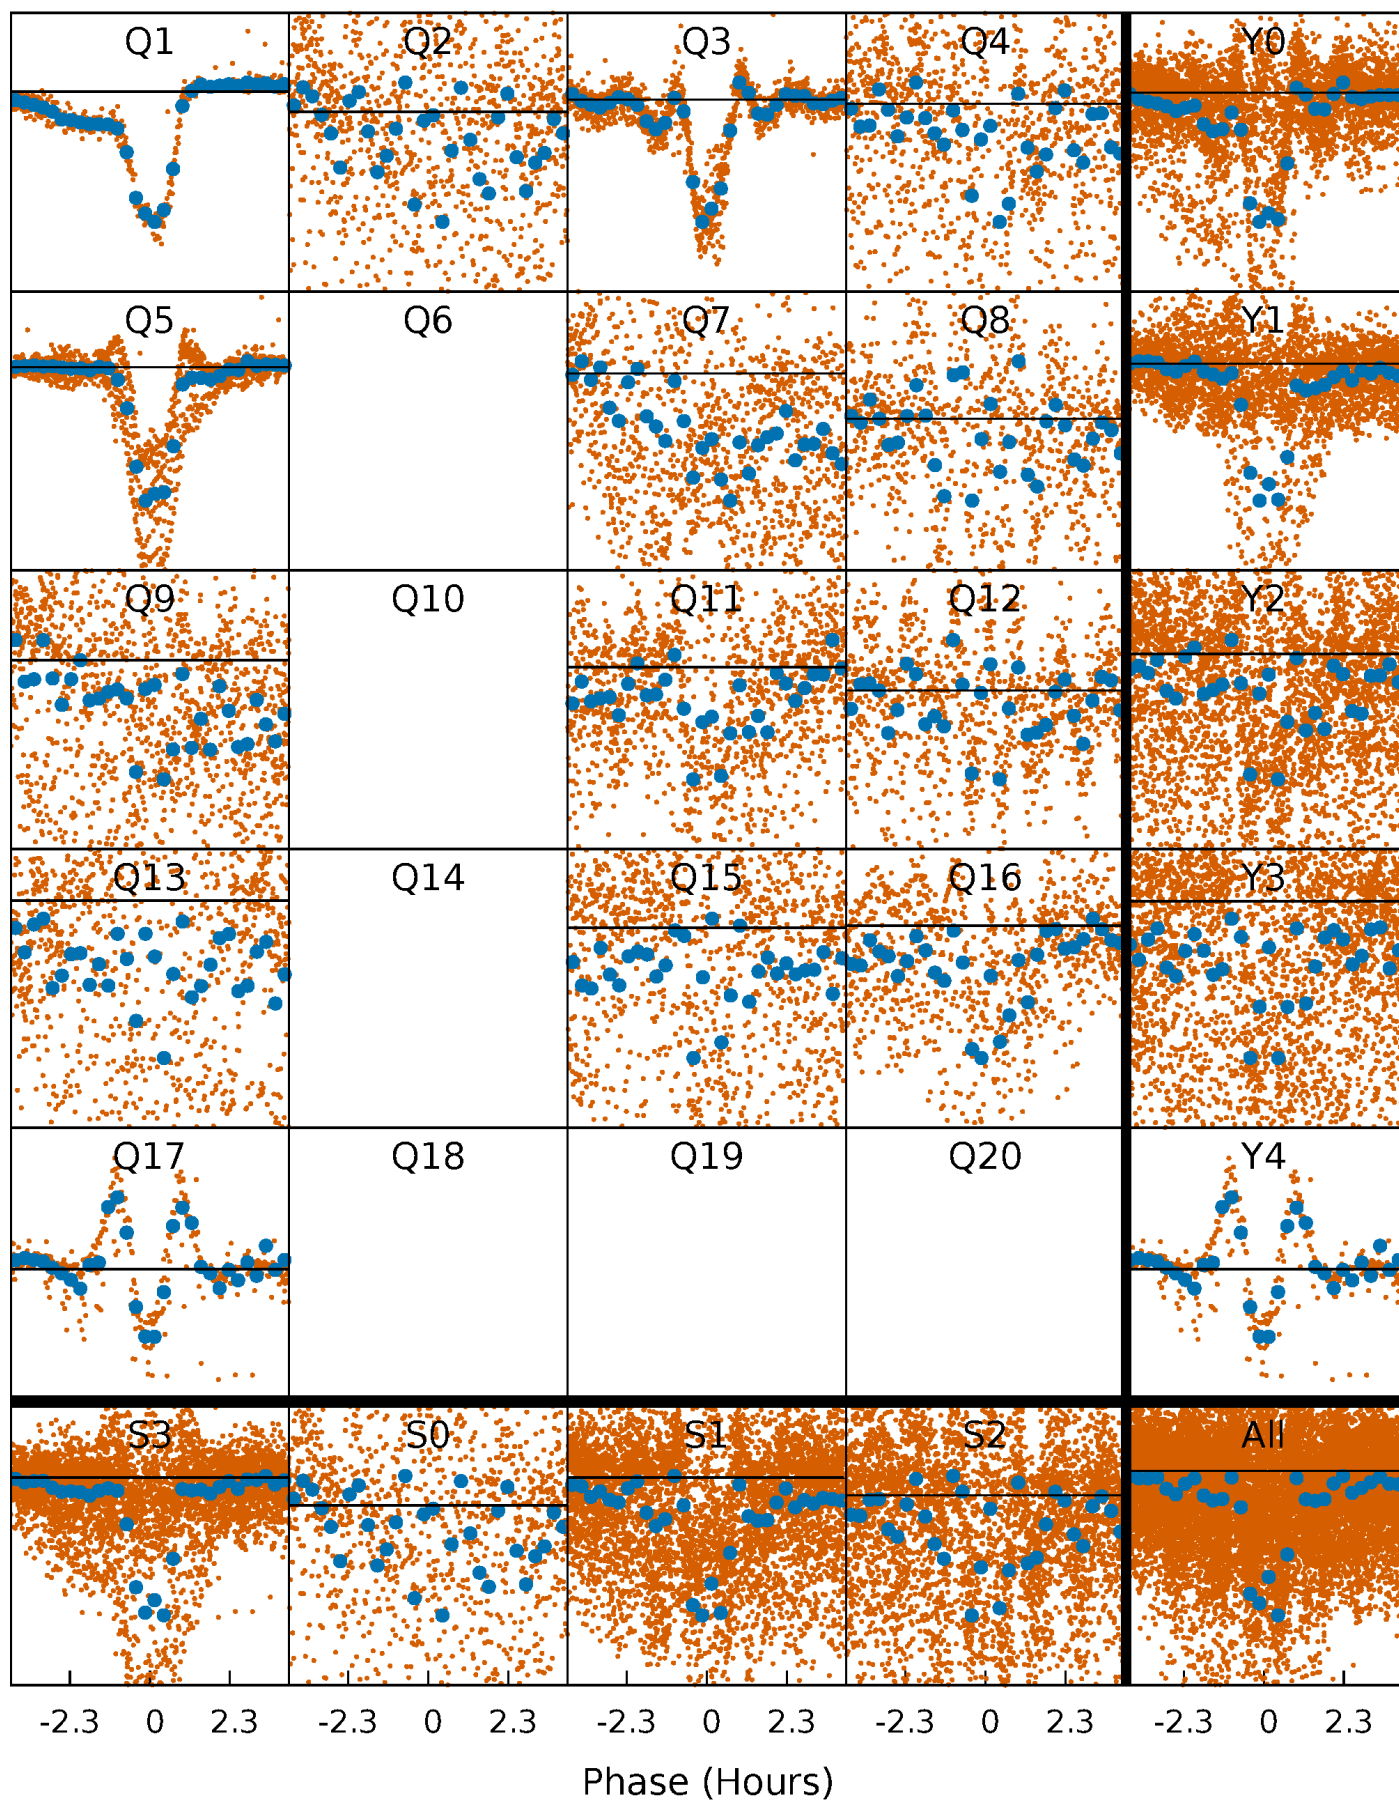 Q1 Q2 Q3 Q4 Y0
Q5 Q6 Q7 Q8 Y1
Q9 Q10 Q11 Q12 Y2
Q13 Q14 Q15 Q16 Y3
Q17 Q18 Q19 Q20 Y4
S3 S0 S1 S2 All
-2.3 0 2.3 -2.3 0 2.3 -2.3 0 2.3 -2.3 0 2.3 -2.3 0 2.3
Phase (Hours)